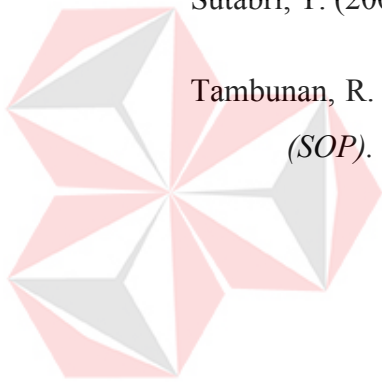 Sutabri, T. (200
Tambunan, R.
(SOP).